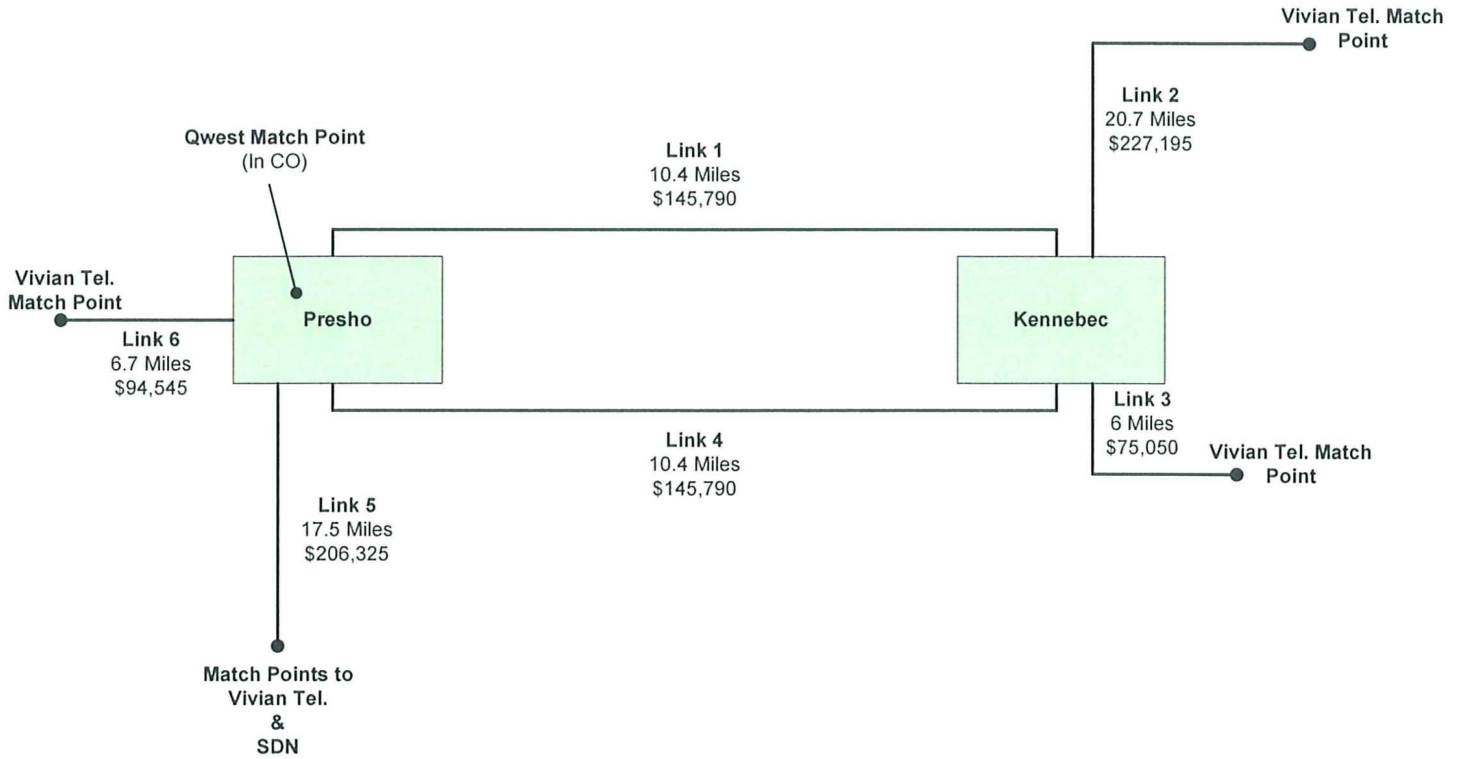 Vivian Tel. Match
Point
Link 2
20.7 Miles
$227,195
Qwest Match Point
(In CO)
Link 1
10.4 Miles
$145,790
Vivian Tel.
Match Point
Presho
Kennebec
Link 6
6.7 Miles
$94,545
Link 3
6 Miles
$75,050
Vivian Tel. Match
Point
Link 4
10.4 Miles
$145,790
Link 5
17.5 Miles
$206,325
Match Points to
Vivian Tel.
&
SDN